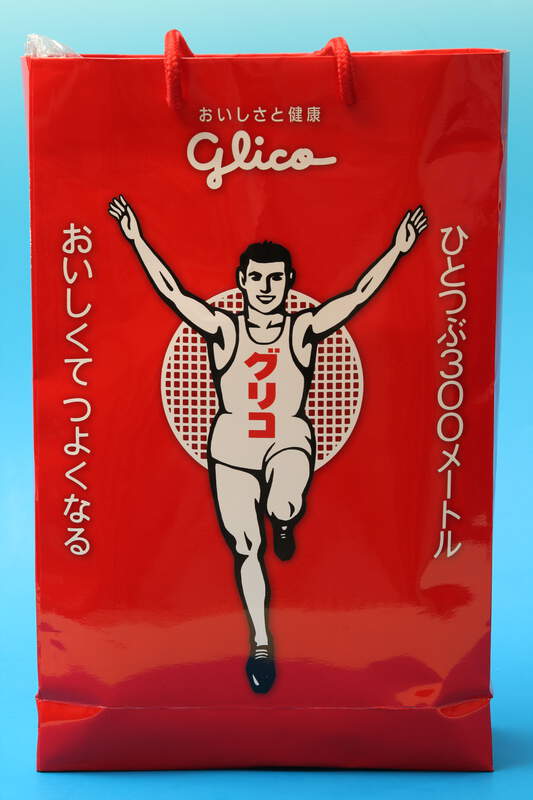 おいしさと健康
glico
ひとつぶ300メートル
グリコ
おいしくてつよくなる